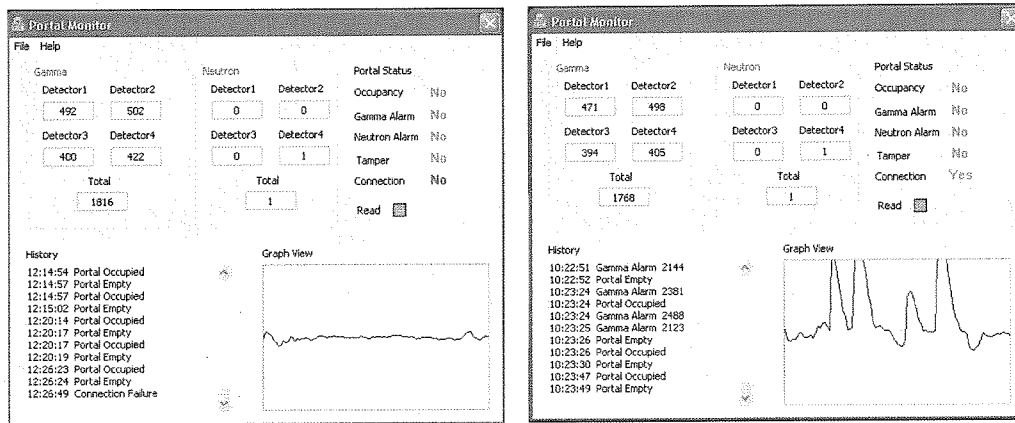 Portal Monitor
File Help
Gamma
Detector1 Detector2
492 502
Detector3 Detector4
400 422
Total
1816
Neutron
Detector1 Detector2
0 0
Detector3 Detector4
0 1
Total
1
Portal Status
Occupancy No
Gamma Alarm No
Neutron Alarm No
Tamper No
Connection No
Read
History
12:14:54 Portal Occupied
12:14:57 Portal Empty
12:14:57 Portal Occupied
12:15:02 Portal Empty
12:20:14 Portal Occupied
12:20:17 Portal Empty
12:20:17 Portal Occupied
12:20:19 Portal Empty
12:26:23 Portal Occupied
12:26:24 Portal Empty
12:26:49 Connection Failure
Graph View
Portal Monitor
File Help
Gamma
Detector1 Detector2
471 498
Detector3 Detector4
394 405
Total
1768
Neutron
Detector1 Detector2
0 0
Detector3 Detector4
0 1
Total
1
Portal Status
Occupancy No
Gamma Alarm No
Neutron Alarm No
Tamper No
Connection Yes
Read
History
10:22:51 Gamma Alarm 2144
10:22:52 Portal Empty
10:23:24 Gamma Alarm 2381
10:23:24 Portal Occupied
10:23:24 Gamma Alarm 2488
10:23:25 Gamma Alarm 2123
10:23:26 Portal Empty
10:23:26 Portal Occupied
10:23:30 Portal Empty
10:23:47 Portal Occupied
10:23:49 Portal Empty
Graph View